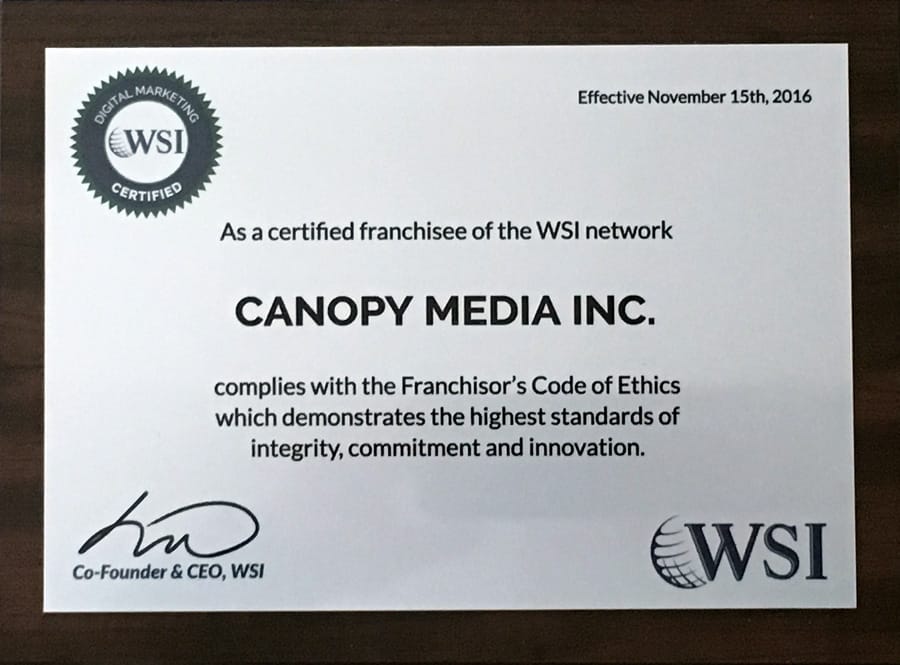 DIGITAL MARKETING
WSI
CERTIFIED
Effective November 15th, 2016
As a certified franchisee of the WSI network
CANOPY MEDIA INC.
complies with the Franchisor's Code of Ethics
which demonstrates the highest standards of
integrity, commitment and innovation.
Co-Founder & CEO, WSI
WSI